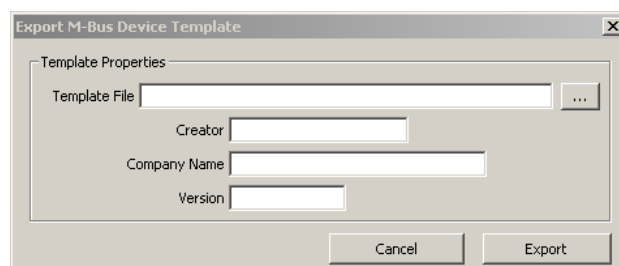 Export M-Bus Device Template
Template Properties
Template File
...
Creator
Company Name
Version
Cancel
Export